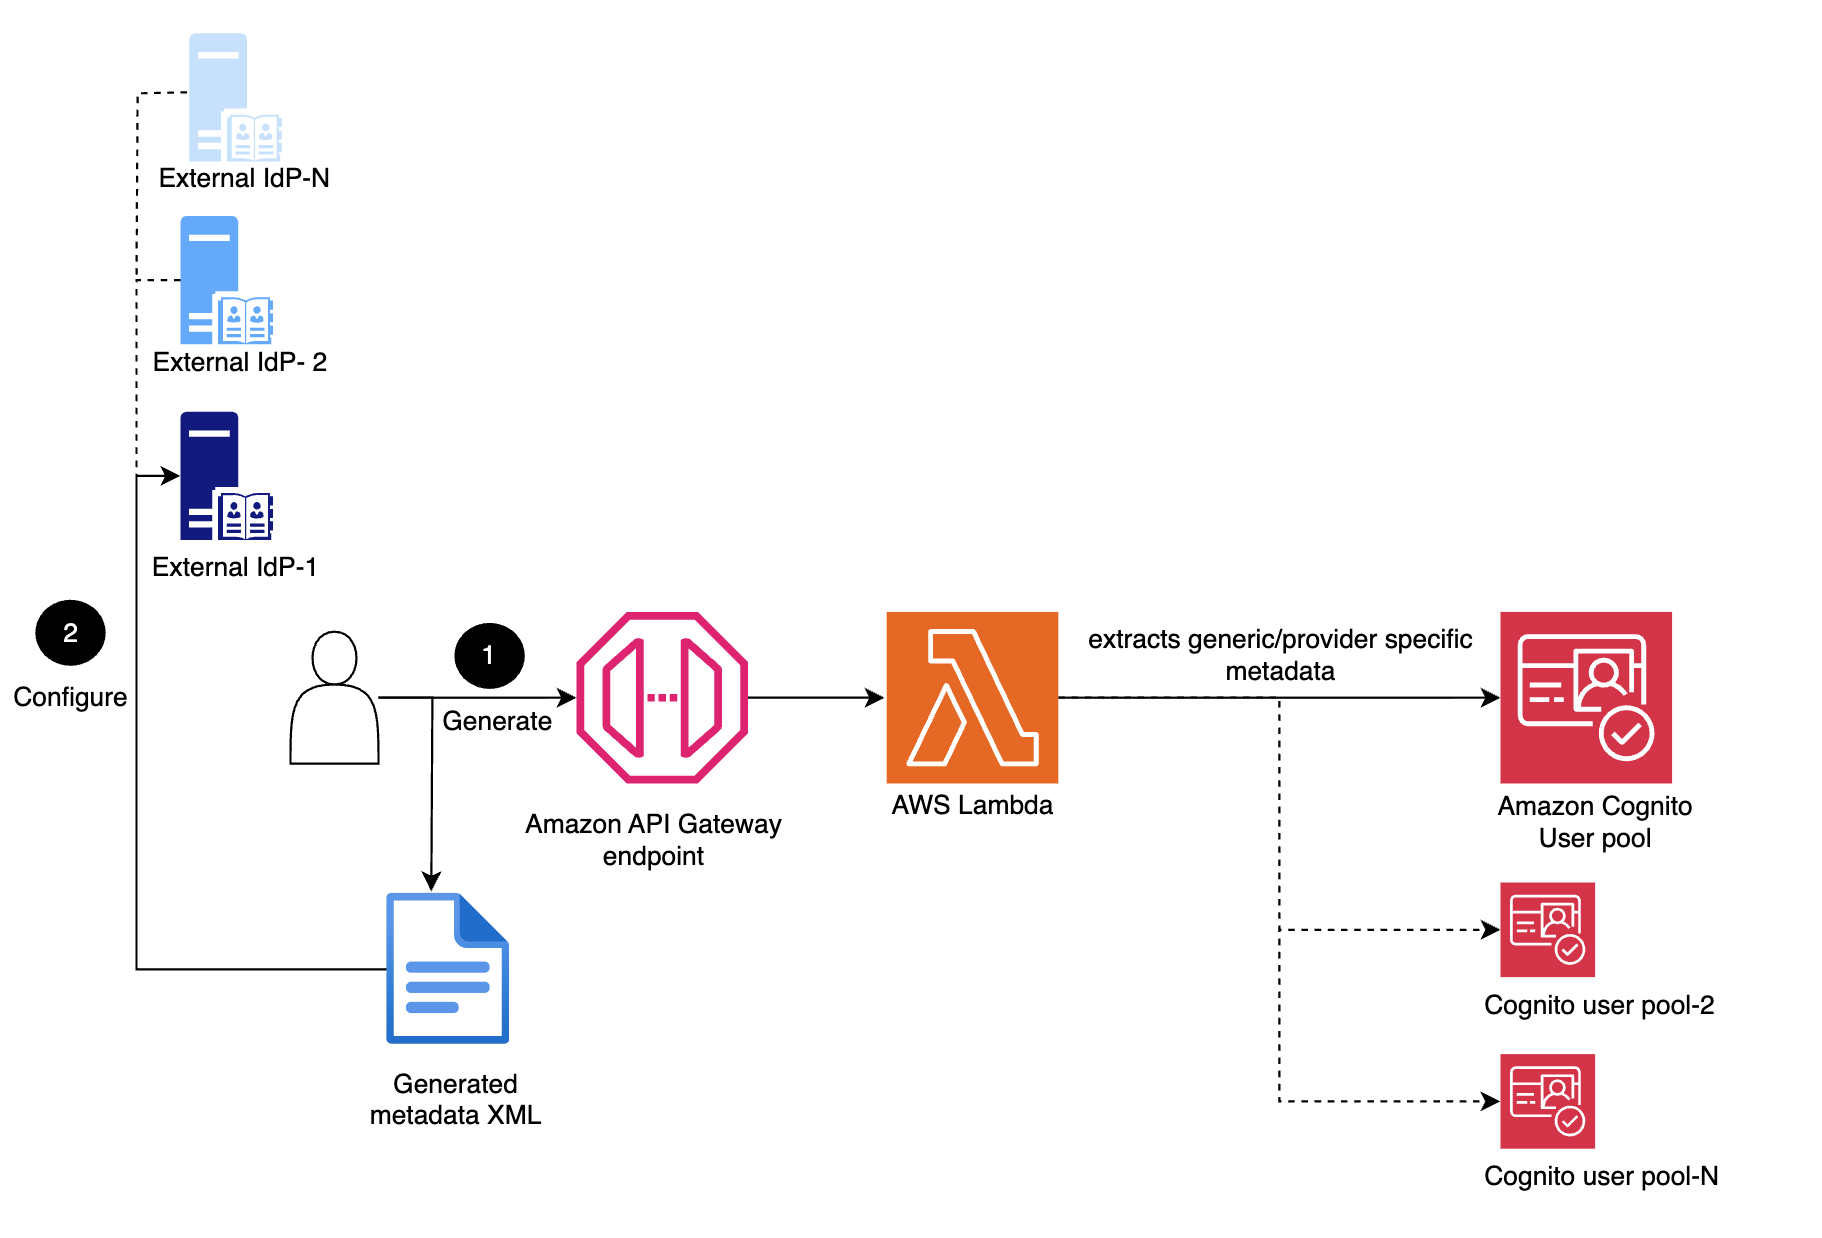 External IdP-N
External IdP- 2
External IdP-1
2
Configure
1
Generate
Amazon API Gateway
endpoint
AWS Lambda
extracts generic/provider specific
metadata
Amazon Cognito
User pool
Cognito user pool-2
Cognito user pool-N
Generated
metadata XML